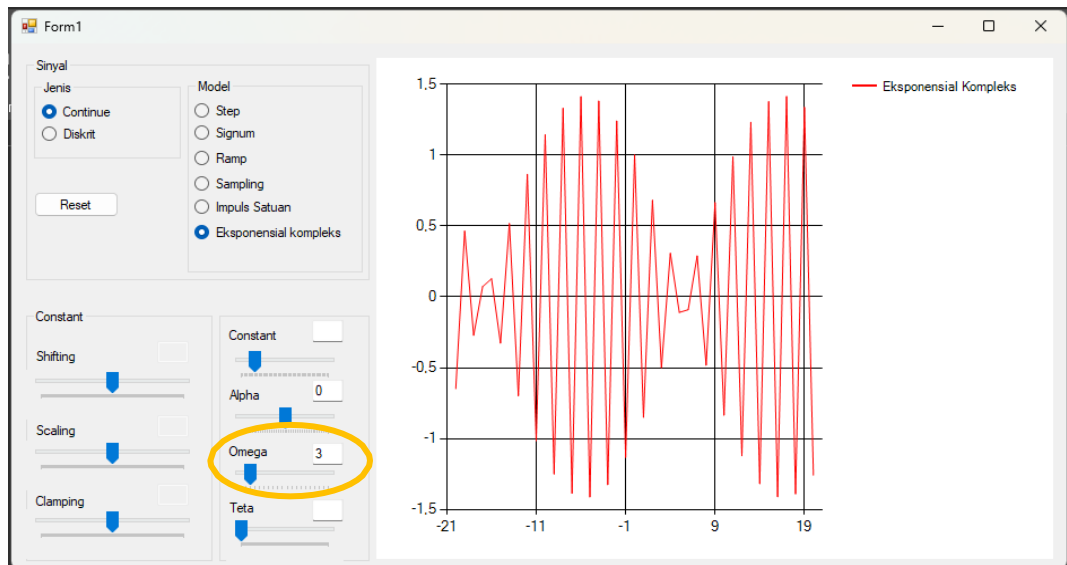 Form1
Sinyal
Jenis
Continue
Diskrit
Reset
Model
Step
Signum
Ramp
Sampling
Impuls Satuan
Eksponensial kompleks
Constant
Shifting
Scaling
Clamping
Constant
Alpha 0
Omega 3
Teta
1,5
1
0,5
0
-0,5
-1
-1,5
-21 -11 -1 9 19
Eksponensial Kompleks